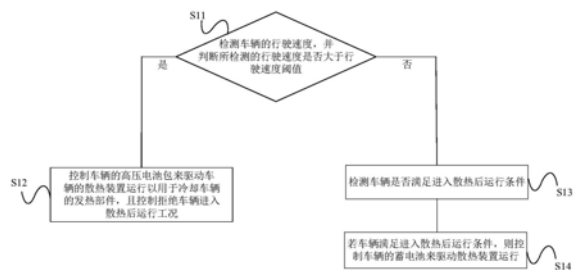 S11
检测车辆的行驶速度，并
判断所检测的行驶速度是否大于行
驶速度阈值
是
否
S12
控制车辆的高压电池包来驱动车
辆的散热装置运行以用于冷却车辆
的发热部件，且控制拒绝车辆进入
散热后运行工况
检测车辆是否满足进入散热后运行条件
S13
若车辆满足进入散热后运行条件，则控
制车辆的蓄电池来驱动散热装置运行
S14